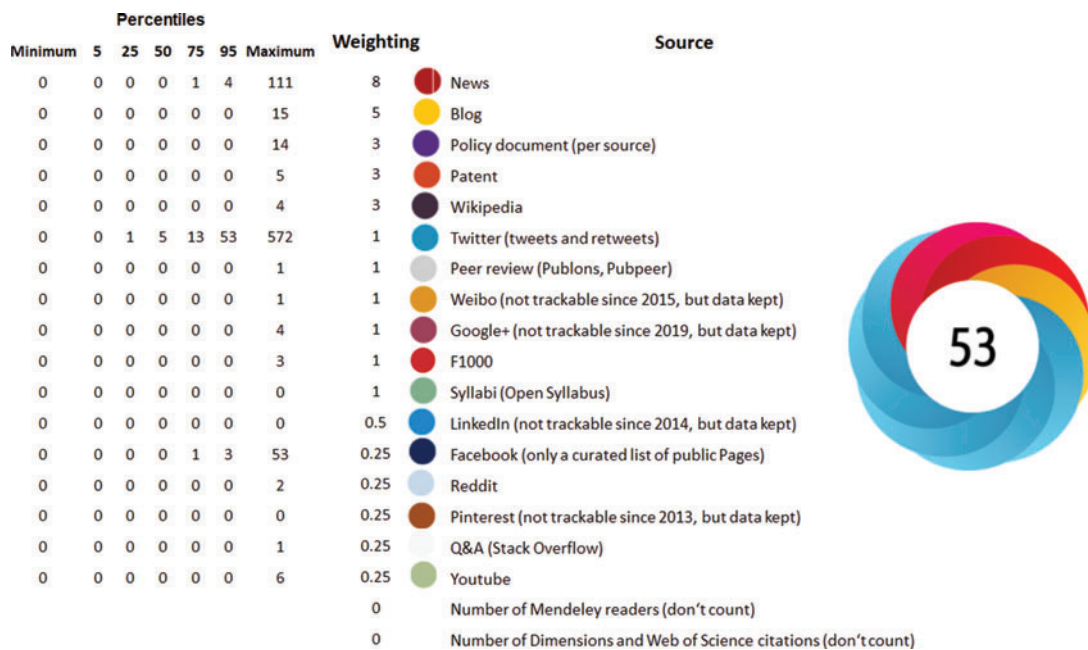 Percentiles
Minimum 5 25 50 75 95 Maximum Weighting Source
0 0 0 0 1 4 111 8 News
0 0 0 0 0 0 15 5 Blog
0 0 0 0 0 0 14 3 Policy document (per source)
0 0 0 0 0 0 5 3 Patent
0 0 0 0 0 0 4 3 Wikipedia
0 0 1 5 13 53 572 1 Twitter (tweets and retweets)
0 0 0 0 0 0 1 1 Peer review (Publons, Pubpeer)
0 0 0 0 0 0 1 1 Weibo (not trackable since 2015, but data kept)
0 0 0 0 0 0 4 1 Google+ (not trackable since 2019, but data kept)
0 0 0 0 0 0 3 1 F1000
0 0 0 0 0 0 0 1 Syllabi (Open Syllabus)
0 0 0 0 0 0 0 0.5 LinkedIn (not trackable since 2014, but data kept)
0 0 0 0 1 3 53 0.25 Facebook (only a curated list of public Pages)
0 0 0 0 0 0 2 0.25 Reddit
0 0 0 0 0 0 0 0.25 Pinterest (not trackable since 2013, but data kept)
0 0 0 0 0 0 1 0.25 Q&A (Stack Overflow)
0 0 0 0 0 0 6 0.25 Youtube
0 Number of Mendeley readers (don‘t count)
0 Number of Dimensions and Web of Science citations (don‘t count)
53